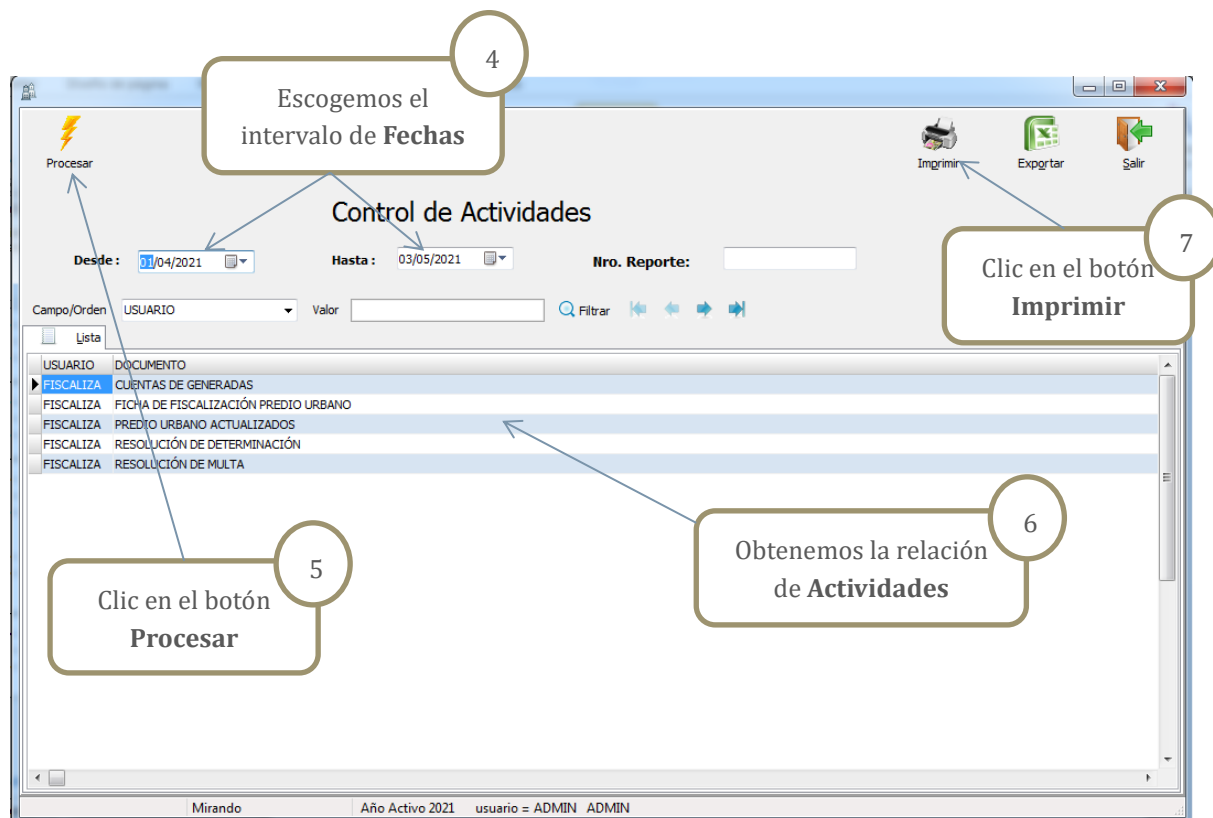 4
Escogemos el
intervalo de Fechas
Procesar
Imprimir
Exportar
Salir
Control de Actividades
7
Clic en el botón
Imprimir
Desde :
01/04/2021
Hasta :
03/05/2021
Nro. Reporte:
Campo/Orden
USUARIO
Valor
Filtrar
Lista
USUARIO DOCUMENTO
FISCALIZA CUENTAS DE GENERADAS
FISCALIZA FICHA DE FISCALIZACIÓN PREDIO URBANO
FISCALIZA PREDIO URBANO ACTUALIZADOS
FISCALIZA RESOLUCIÓN DE DETERMINACIÓN
FISCALIZA RESOLUCIÓN DE MULTA
6
Obtenemos la relación
de Actividades
5
Clic en el botón
Procesar
Mirando
Año Activo 2021
usuario = ADMIN ADMIN